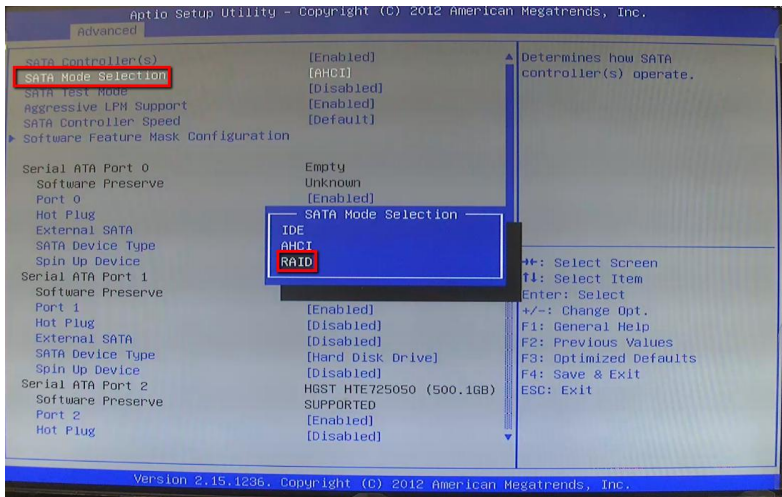 Aptio Setup Utility – Copyright (C) 2012 American Megatrends, Inc.
Advanced
SATA Controller(s) [Enabled]
SATA Mode Selection [AHCI]
SATA Test Mode [Disabled]
Aggressive LPM Support [Enabled]
SATA Controller Speed [Default]
Software Feature Mask Configuration
Serial ATA Port 0 Empty
Software Preserve Unknown
Port 0 [Enabled]
Hot Plug
External SATA
SATA Device Type
Spin Up Device
Serial ATA Port 1
Software Preserve
Port 1 [Enabled]
Hot Plug [Disabled]
External SATA [Disabled]
SATA Device Type [Hard Disk Drive]
Spin Up Device [Disabled]
Serial ATA Port 2 HGST HTE725050 (500.1GB)
Software Preserve SUPPORTED
Port 2 [Enabled]
Hot Plug [Disabled]
SATA Mode Selection
IDE
AHCI
RAID
Determines how SATA
controller(s) operate.
→←: Select Screen
↑↓: Select Item
Enter: Select
+/-: Change Opt.
F1: General Help
F2: Previous Values
F3: Optimized Defaults
F4: Save & Exit
ESC: Exit
Version 2.15.1236. Copyright (C) 2012 American Megatrends, Inc.